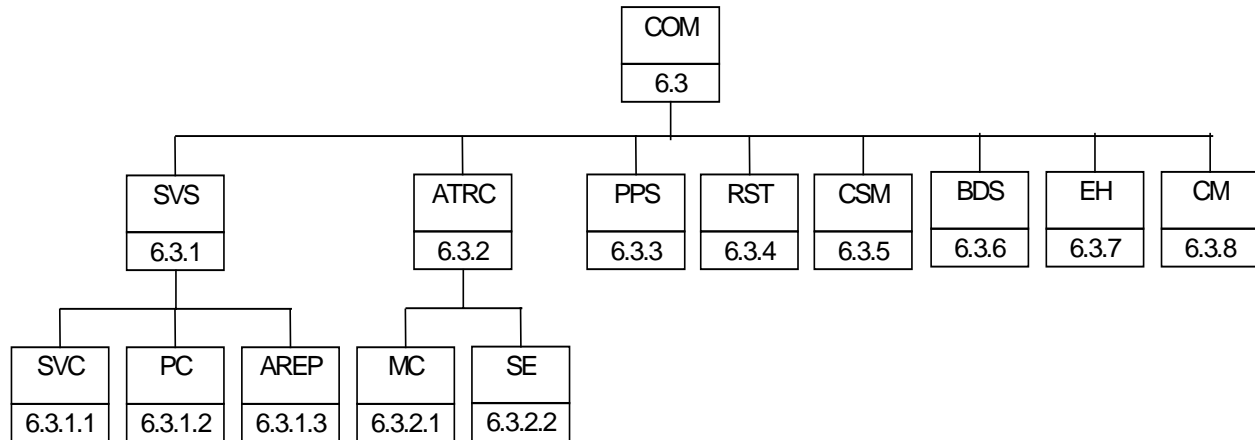 COM
6.3
SVS
6.3.1
ATRC
6.3.2
PPS
6.3.3
RST
6.3.4
CSM
6.3.5
BDS
6.3.6
EH
6.3.7
CM
6.3.8
SVC
6.3.1.1
PC
6.3.1.2
AREP
6.3.1.3
MC
6.3.2.1
SE
6.3.2.2